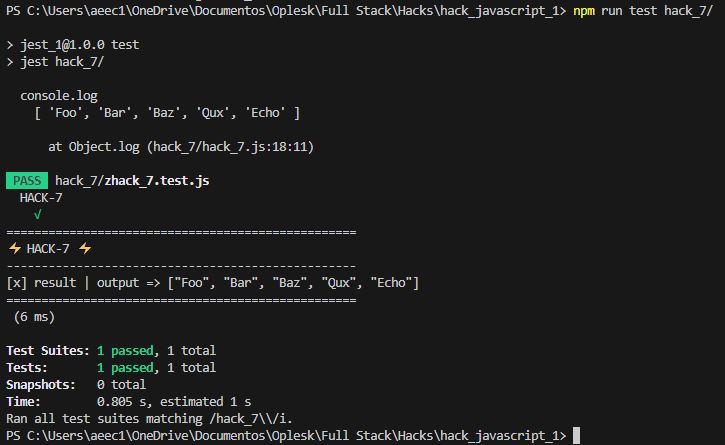 PS C:\Users\aeec1\OneDrive\Documentos\Oplesk\Full Stack\Hacks\hack_javascript_1> npm run test hack_7/
> jest_1@1.0.0 test
> jest hack_7/
console.log
[ 'Foo', 'Bar', 'Baz', 'Qux', 'Echo' ]
at Object.log (hack_7/hack_7.js:18:11)
PASS hack_7/zhack_7.test.js
HACK-7
√
==================================================
⚡ HACK-7 ⚡
--------------------------------------------------
[x] result | output => ["Foo", "Bar", "Baz", "Qux", "Echo"]
==================================================
(6 ms)
Test Suites: 1 passed, 1 total
Tests: 1 passed, 1 total
Snapshots: 0 total
Time: 0.805 s, estimated 1 s
Ran all test suites matching /hack_7\\/i.
PS C:\Users\aeec1\OneDrive\Documentos\Oplesk\Full Stack\Hacks\hack_javascript_1>